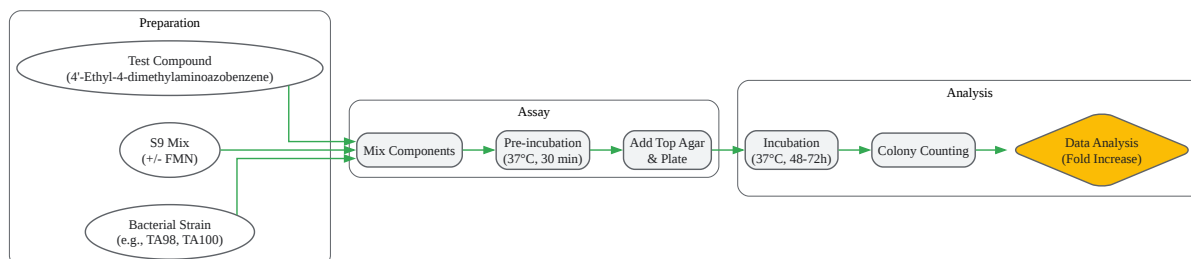 Preparation
Test Compound
(4'-Ethyl-4-dimethylaminoazobenzene)
S9 Mix
(+/- FMN)
Bacterial Strain
(e.g., TA98, TA100)
Assay
Mix Components
Pre-incubation
(37°C, 30 min)
Add Top Agar
& Plate
Analysis
Incubation
(37°C, 48-72h)
Colony Counting
Data Analysis
(Fold Increase)